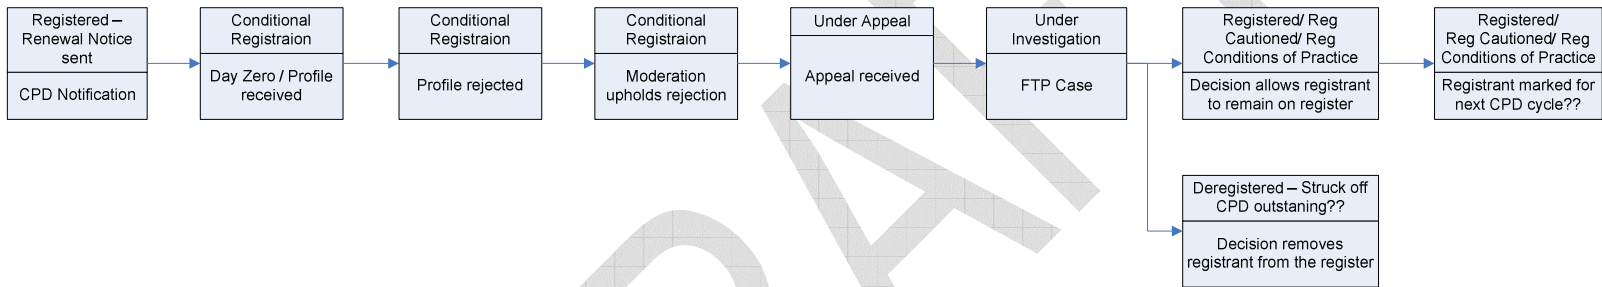 Registered –
Renewal Notice
sent
CPD Notification
Conditional
Registraion
Day Zero / Profile
received
Conditional
Registraion
Profile rejected
Conditional
Registraion
Moderation
upholds rejection
Under Appeal
Appeal received
Under
Investigation
FTP Case
Registered/ Reg
Cautioned/ Reg
Conditions of Practice
Decision allows registrant
to remain on register
Registered/
Reg Cautioned/ Reg
Conditions of Practice
Registrant marked for
next CPD cycle??
Deregistered – Struck off
CPD outstaning??
Decision removes
registrant from the register